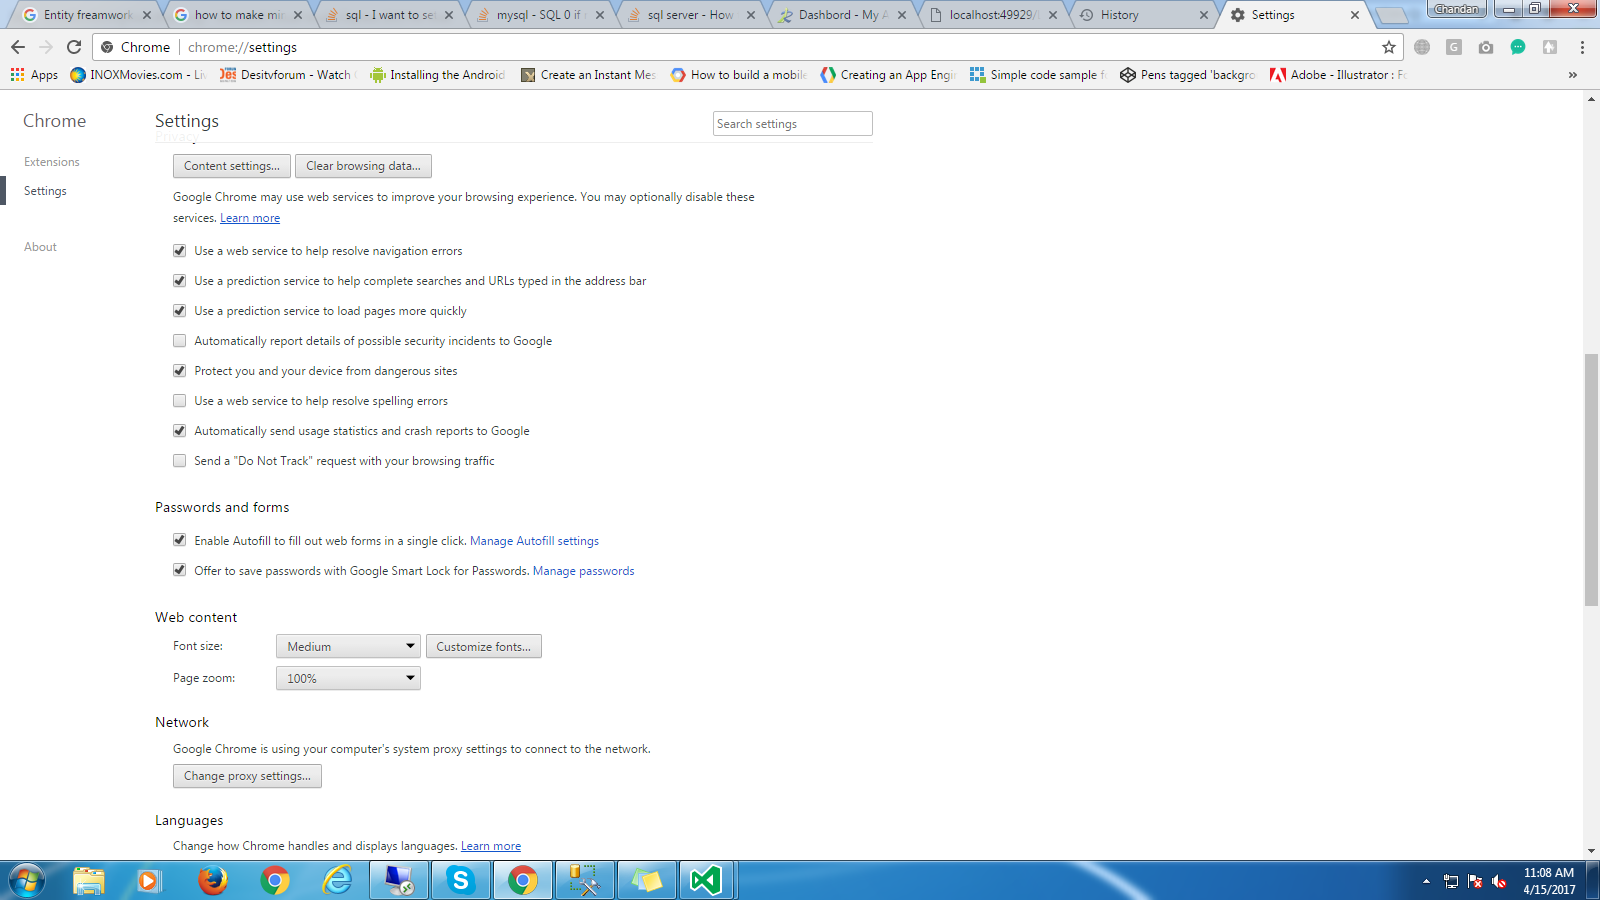 Entity freamwork
how to make mi
sql - I want to se
mysql - SQL 0 if
sql server - How
Dashbord - My A
localhost:49929/
History
Settings
Chandan
Chrome chrome://settings
Apps INOXMovies.com - Li Desitvforum - Watch Installing the Android Create an Instant Mes How to build a mobile Creating an App Engi Simple code sample f Pens tagged 'backgro Adobe - Illustrator : Fo »
Chrome
Settings
Search settings
Privacy
Extensions
Settings
About
Content settings... Clear browsing data...
Google Chrome may use web services to improve your browsing experience. You may optionally disable these
services. Learn more
Use a web service to help resolve navigation errors
Use a prediction service to help complete searches and URLs typed in the address bar
Use a prediction service to load pages more quickly
Automatically report details of possible security incidents to Google
Protect you and your device from dangerous sites
Use a web service to help resolve spelling errors
Automatically send usage statistics and crash reports to Google
Send a "Do Not Track" request with your browsing traffic
Passwords and forms
Enable Autofill to fill out web forms in a single click. Manage Autofill settings
Offer to save passwords with Google Smart Lock for Passwords. Manage passwords
Web content
Font size: Medium Customize fonts...
Page zoom: 100%
Network
Google Chrome is using your computer's system proxy settings to connect to the network.
Change proxy settings...
Languages
Change how Chrome handles and displays languages. Learn more
11:08 AM
4/15/2017